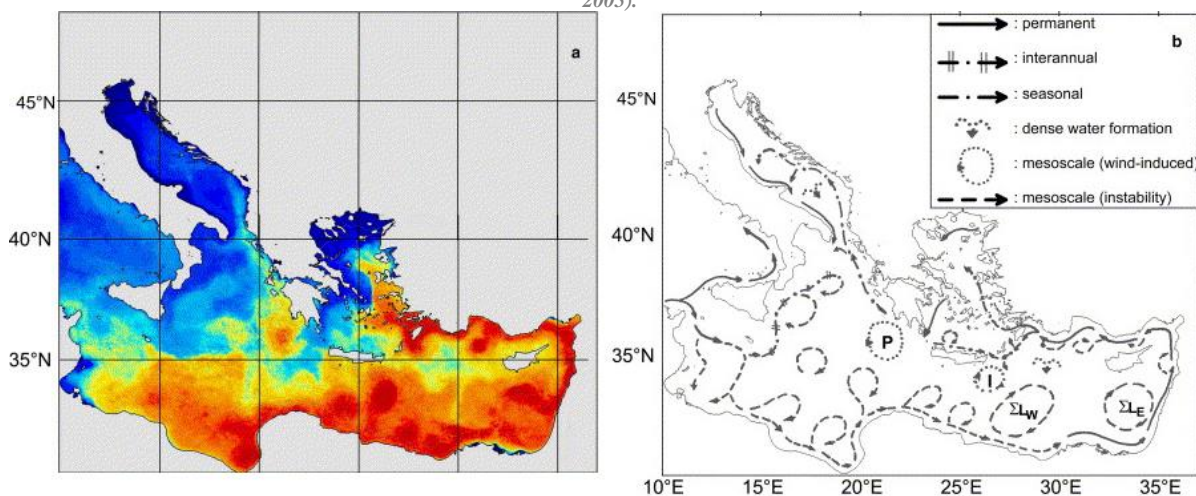 2003).
a
45°N
40°N
35°N
b
: permanent
: interannual
: seasonal
: dense water formation
: mesoscale (wind-induced)
: mesoscale (instability)
45°N
40°N
35°N
P
I
ΣLW
ΣLE
10°E 15°E 20°E 25°E 30°E 35°E